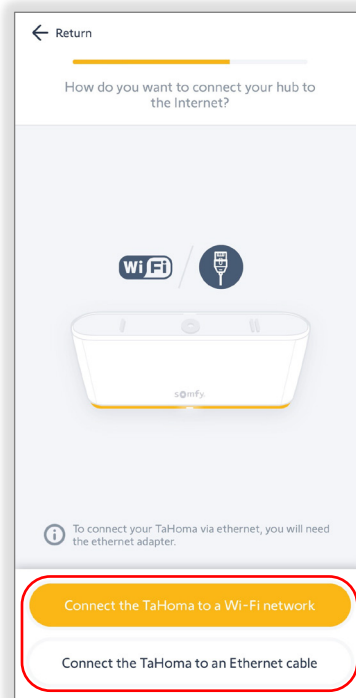 Return
How do you want to connect your hub to
the Internet?
WiFi
somfy.
To connect your TaHoma via ethernet, you will need
the ethernet adapter.
Connect the TaHoma to a Wi-Fi network
Connect the TaHoma to an Ethernet cable